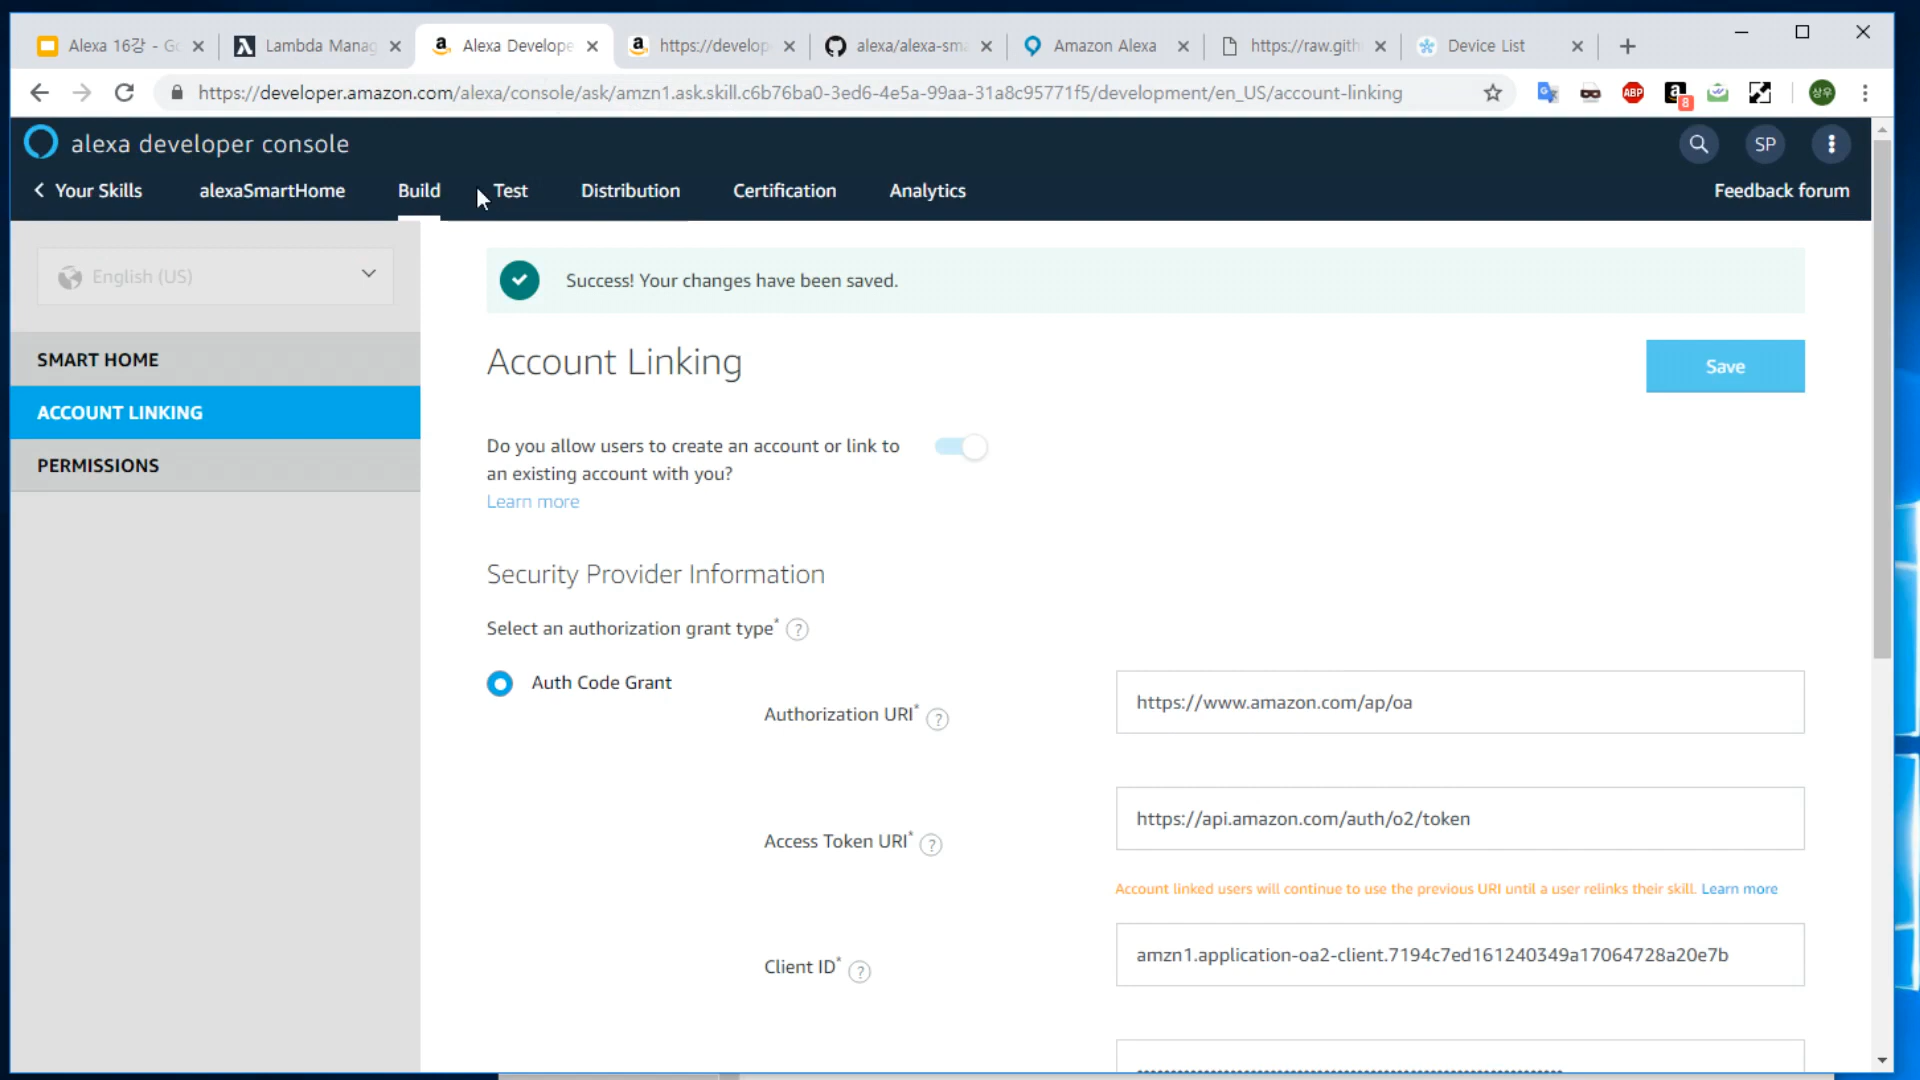 Alexa 16강 - Go
Lambda Manag
Alexa Develope
https://develop
alexa/alexa-sma
Amazon Alexa
https://raw.gith
Device List
https://developer.amazon.com/alexa/console/ask/amzn1.ask.skill.c6b76ba0-3ed6-4e5a-99aa-31a8c95771f5/development/en_US/account-linking
ABP
8
상우
alexa developer console
SP
Your Skills
alexaSmartHome
Build
Test
Distribution
Certification
Analytics
Feedback forum
English (US)
SMART HOME
ACCOUNT LINKING
PERMISSIONS
Success! Your changes have been saved.
Account Linking
Save
Do you allow users to create an account or link to
an existing account with you?
Learn more
Security Provider Information
Select an authorization grant type* ?
Auth Code Grant
Authorization URI* ?
https://www.amazon.com/ap/oa
Access Token URI* ?
https://api.amazon.com/auth/o2/token
Account linked users will continue to use the previous URI until a user relinks their skill. Learn more
Client ID* ?
amzn1.application-oa2-client.7194c7ed161240349a17064728a20e7b